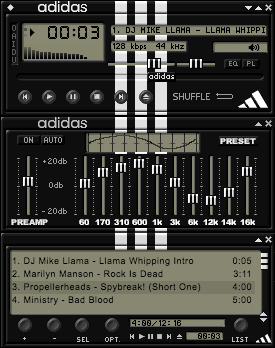 adidas
00:03
1. DJ MIKE LLAMA - LLAMA WHIPPI
128 kbps 44 kHz
adidas
EQ PL
SHUFFLE
adidas
ON AUTO
PRESET
+20db
+0db
-20db
PREAMP 60 170 310 600 1K 3K 6K 12K 14K 16K
1. DJ Mike Llama - Llama Whipping Intro 0:05
2. Marilyn Manson - Rock Is Dead 3:11
3. Propellerheads - Spybreak! (Short One) 4:00
4. Ministry - Bad Blood 5:00
4:00/12:16
00:03
+ - SEL OPT. LIST